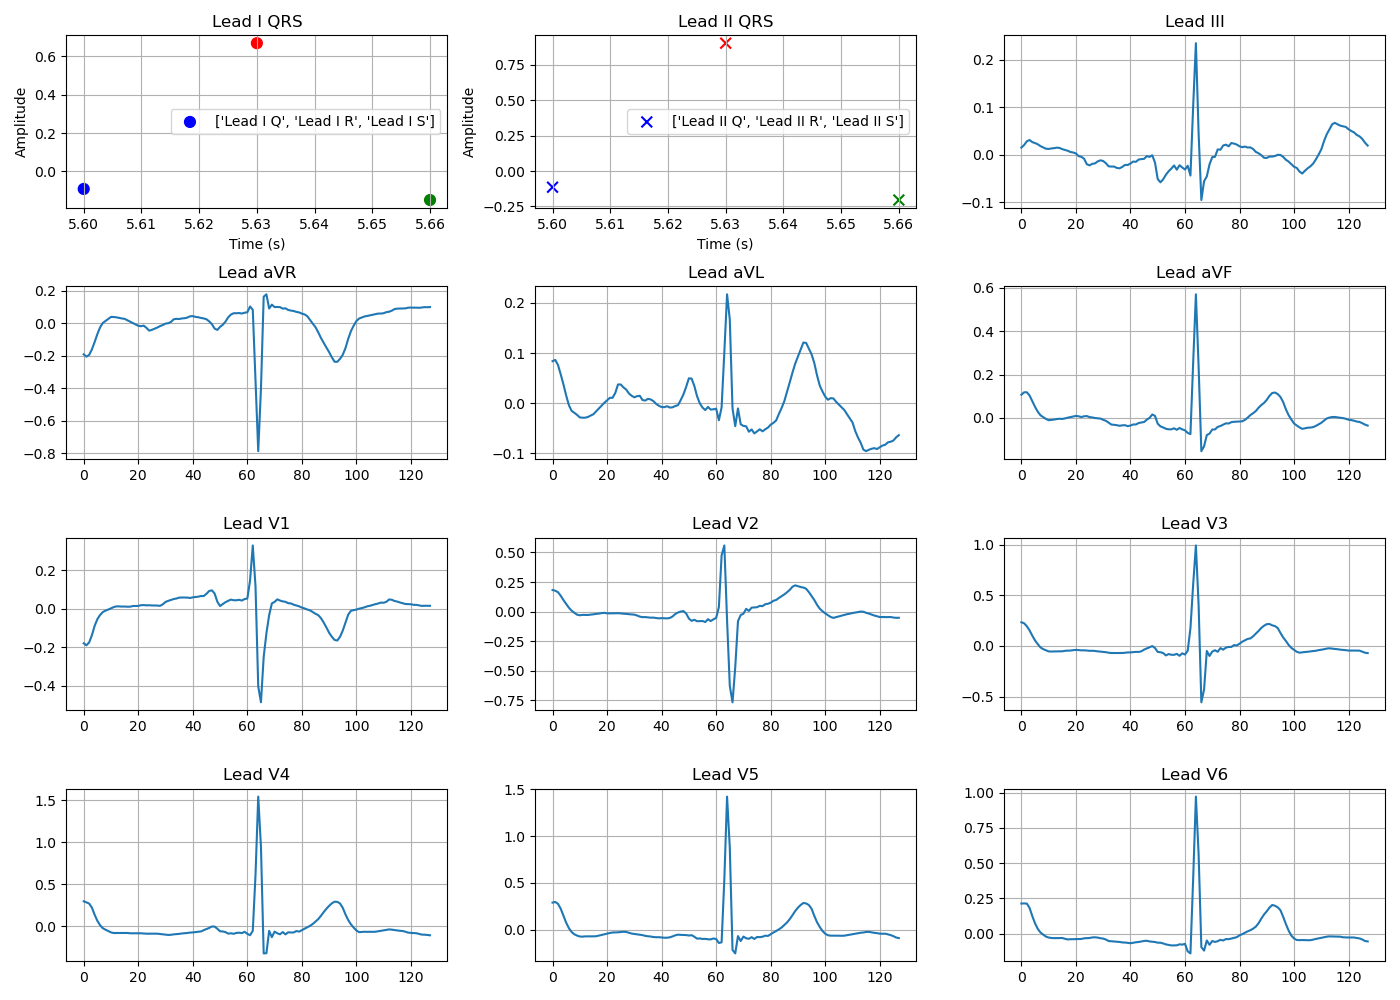 Lead I QRS
Amplitude
0.6
0.4
0.2
0.0
['Lead I Q', 'Lead I R', 'Lead I S']
5.60 5.61 5.62 5.63 5.64 5.65 5.66
Time (s)
Lead II QRS
Amplitude
0.75
0.50
0.25
0.00
−0.25
['Lead II Q', 'Lead II R', 'Lead II S']
5.60 5.61 5.62 5.63 5.64 5.65 5.66
Time (s)
Lead III
0.2
0.1
0.0
−0.1
0 20 40 60 80 100 120
Lead aVR
0.2
0.0
−0.2
−0.4
−0.6
−0.8
0 20 40 60 80 100 120
Lead aVL
0.2
0.1
0.0
−0.1
0 20 40 60 80 100 120
Lead aVF
0.6
0.4
0.2
0.0
0 20 40 60 80 100 120
Lead V1
0.2
0.0
−0.2
−0.4
0 20 40 60 80 100 120
Lead V2
0.50
0.25
0.00
−0.25
−0.50
−0.75
0 20 40 60 80 100 120
Lead V3
1.0
0.5
0.0
−0.5
0 20 40 60 80 100 120
Lead V4
1.5
1.0
0.5
0.0
0 20 40 60 80 100 120
Lead V5
1.5
1.0
0.5
0.0
0 20 40 60 80 100 120
Lead V6
1.00
0.75
0.50
0.25
0.00
0 20 40 60 80 100 120